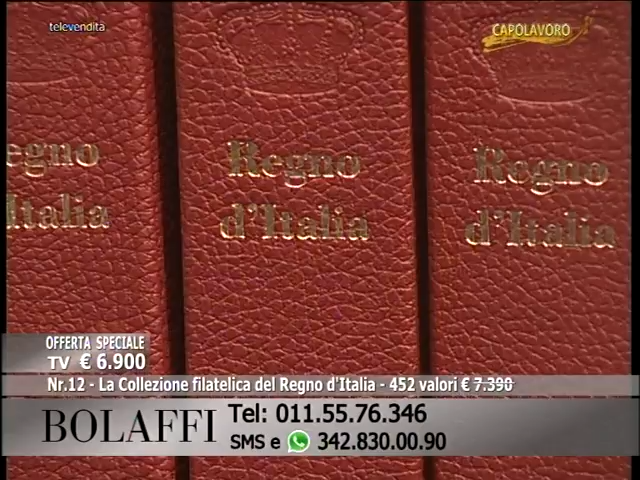 televendita
CAPOLAVORO
egno
Italia
Regno
d'Italia
Regno
d'Italia
OFFERTA SPECIALE
TV € 6.900
Nr.12 - La Collezione filatelica del Regno d'Italia - 452 valori € 7.390
BOLAFFI
Tel: 011.55.76.346
SMS e 342.830.00.90